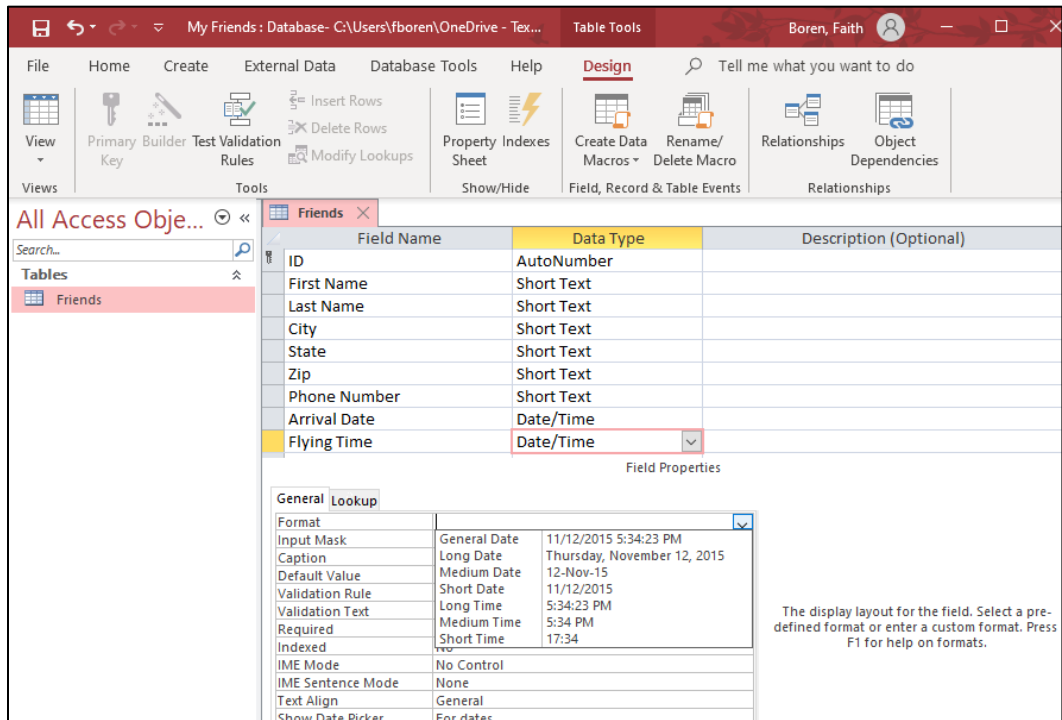 My Friends : Database- C:\Users\fboren\OneDrive - Tex... Table Tools Boren, Faith
File Home Create External Data Database Tools Help Design Tell me what you want to do
View
Primary Key
Builder
Test Validation Rules
Insert Rows
Delete Rows
Modify Lookups
Property Sheet
Indexes
Create Data Macros
Rename/ Delete Macro
Relationships
Object Dependencies
Views Tools Show/Hide Field, Record & Table Events Relationships
All Access Obje... «
Search...
Tables
Friends
Friends
Field Name Data Type Description (Optional)
ID AutoNumber
First Name Short Text
Last Name Short Text
City Short Text
State Short Text
Zip Short Text
Phone Number Short Text
Arrival Date Date/Time
Flying Time Date/Time
Field Properties
General Lookup
Format
Input Mask
Caption
Default Value
Validation Rule
Validation Text
Required
Indexed No
IME Mode No Control
IME Sentence Mode None
Text Align General
Show Date Picker For dates
General Date 11/12/2015 5:34:23 PM
Long Date Thursday, November 12, 2015
Medium Date 12-Nov-15
Short Date 11/12/2015
Long Time 5:34:23 PM
Medium Time 5:34 PM
Short Time 17:34
The display layout for the field. Select a pre-
defined format or enter a custom format. Press
F1 for help on formats.